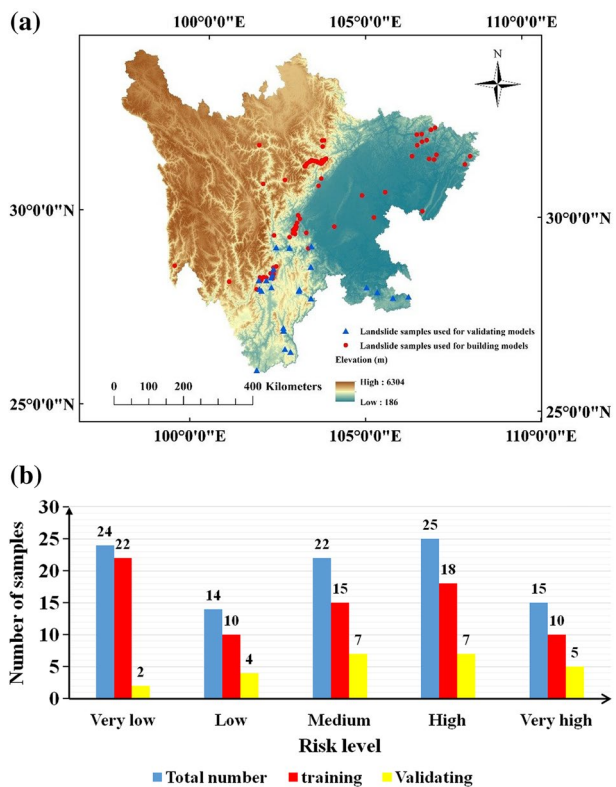 (a)
100°0'0"E 105°0'0"E 110°0'0"E
N
30°0'0"N 30°0'0"N
Landslide samples used for validating models
Landslide samples used for building models
Elevation (m)
High : 6304
Low : 186
0 100 200 400 Kilometers
25°0'0"N 25°0'0"N
100°0'0"E 105°0'0"E 110°0'0"E
(b)
Number of samples
30
25
20
15
10
5
0
24 22 2
14 10 4
22 15 7
25 18 7
15 10 5
Very low Low Medium High Very high
Risk level
Total number training Validating